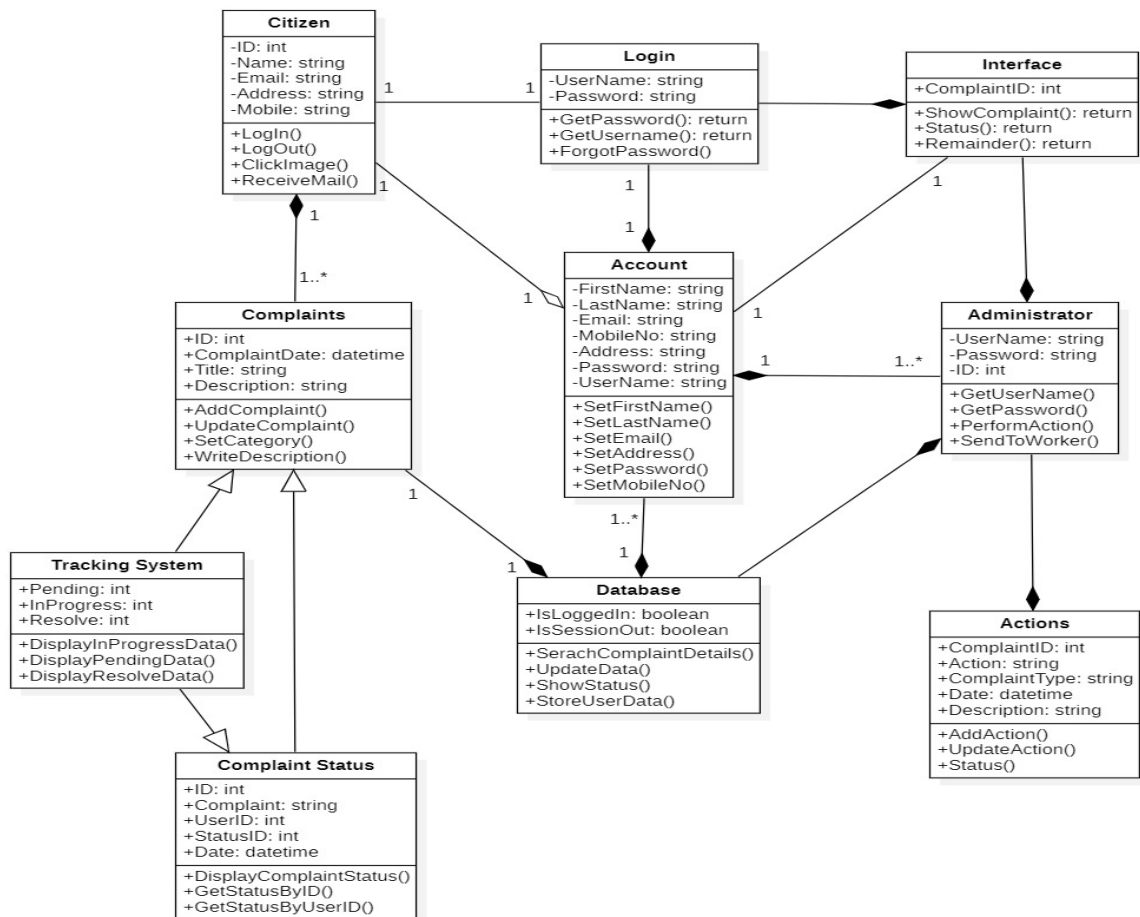 Citizen
-ID: int
-Name: string
-Email: string
-Address: string
-Mobile: string
+LogIn()
+LogOut()
+ClickImage()
+ReceiveMail()
1
1
Login
-UserName: string
-Password: string
+GetPassword(): return
+GetUsername(): return
+ForgotPassword()
Interface
+ComplaintID: int
+ShowComplaint(): return
+Status(): return
+Remainder(): return
1
1
1
1
1
1..*
1
1
1
Complaints
+ID: int
+ComplaintDate: datetime
+Title: string
+Description: string
+AddComplaint()
+UpdateComplaint()
+SetCategory()
+WriteDescription()
Account
-FirstName: string
-LastName: string
-Email: string
-MobileNo: string
-Address: string
-Password: string
-UserName: string
+SetFirstName()
+SetLastName()
+SetEmail()
+SetAddress()
+SetPassword()
+SetMobileNo()
1
1..*
Administrator
-UserName: string
-Password: string
-ID: int
+GetUserName()
+GetPassword()
+PerformAction()
+SendToWorker()
1
1..*
1
1
Tracking System
+Pending: int
+InProgress: int
+Resolve: int
+DisplayInProgressData()
+DisplayPendingData()
+DisplayResolveData()
Database
+IsLoggedIn: boolean
+IsSessionOut: boolean
+SerachComplaintDetails()
+UpdateData()
+ShowStatus()
+StoreUserData()
Actions
+ComplaintID: int
+Action: string
+ComplaintType: string
+Date: datetime
+Description: string
+AddAction()
+UpdateAction()
+Status()
Complaint Status
+ID: int
+Complaint: string
+UserID: int
+StatusID: int
+Date: datetime
+DisplayComplaintStatus()
+GetStatusByID()
+GetStatusByUserID()